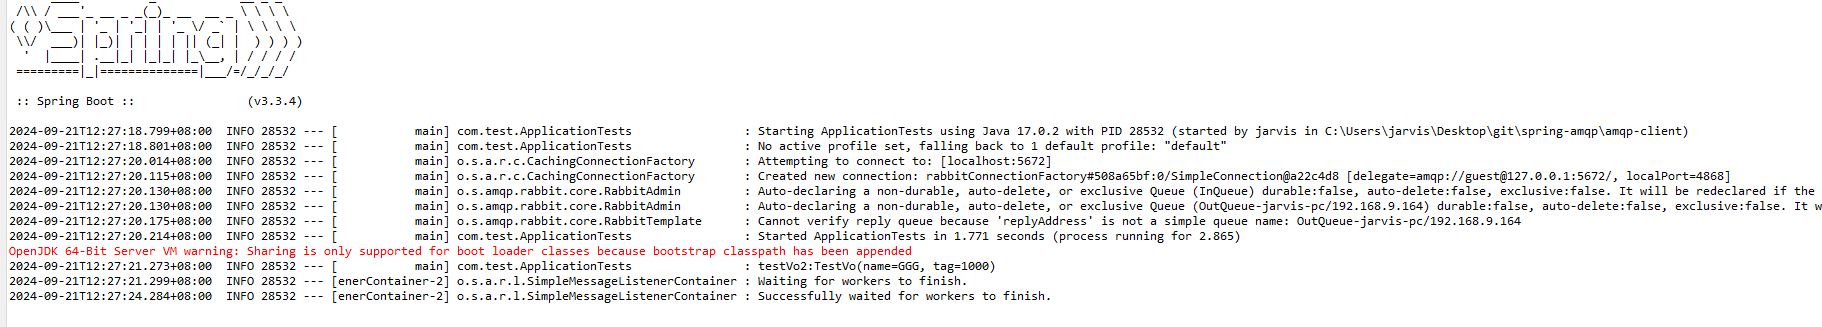 :: Spring Boot ::                (v3.3.4)
2024-09-21T12:27:18.799+08:00  INFO 28532 --- [           main] com.test.ApplicationTests                : Starting ApplicationTests using Java 17.0.2 with PID 28532 (started by jarvis in C:\Users\jarvis\Desktop\git\spring-amqp\amqp-client)
2024-09-21T12:27:18.801+08:00  INFO 28532 --- [           main] com.test.ApplicationTests                : No active profile set, falling back to 1 default profile: "default"
2024-09-21T12:27:20.014+08:00  INFO 28532 --- [           main] o.s.a.r.c.CachingConnectionFactory       : Attempting to connect to: [localhost:5672]
2024-09-21T12:27:20.115+08:00  INFO 28532 --- [           main] o.s.a.r.c.CachingConnectionFactory       : Created new connection: rabbitConnectionFactory#508a65bf:0/SimpleConnection@a22c4d8 [delegate=amqp://guest@127.0.0.1:5672/, localPort=4868]
2024-09-21T12:27:20.130+08:00  INFO 28532 --- [           main] o.s.amqp.rabbit.core.RabbitAdmin         : Auto-declaring a non-durable, auto-delete, or exclusive Queue (InQueue) durable:false, auto-delete:false, exclusive:false. It will be redeclared if the
2024-09-21T12:27:20.130+08:00  INFO 28532 --- [           main] o.s.amqp.rabbit.core.RabbitAdmin         : Auto-declaring a non-durable, auto-delete, or exclusive Queue (OutQueue-jarvis-pc/192.168.9.164) durable:false, auto-delete:false, exclusive:false. It w
2024-09-21T12:27:20.175+08:00  INFO 28532 --- [           main] o.s.amqp.rabbit.core.RabbitTemplate      : Cannot verify reply queue because 'replyAddress' is not a simple queue name: OutQueue-jarvis-pc/192.168.9.164
2024-09-21T12:27:20.214+08:00  INFO 28532 --- [           main] com.test.ApplicationTests                : Started ApplicationTests in 1.771 seconds (process running for 2.865)
OpenJDK 64-Bit Server VM warning: Sharing is only supported for boot loader classes because bootstrap classpath has been appended
2024-09-21T12:27:21.273+08:00  INFO 28532 --- [           main] com.test.ApplicationTests                : testVo2:TestVo(name=GGG, tag=1000)
2024-09-21T12:27:21.299+08:00  INFO 28532 --- [enerContainer-2] o.s.a.r.l.SimpleMessageListenerContainer : Waiting for workers to finish.
2024-09-21T12:27:24.284+08:00  INFO 28532 --- [enerContainer-2] o.s.a.r.l.SimpleMessageListenerContainer : Successfully waited for workers to finish.